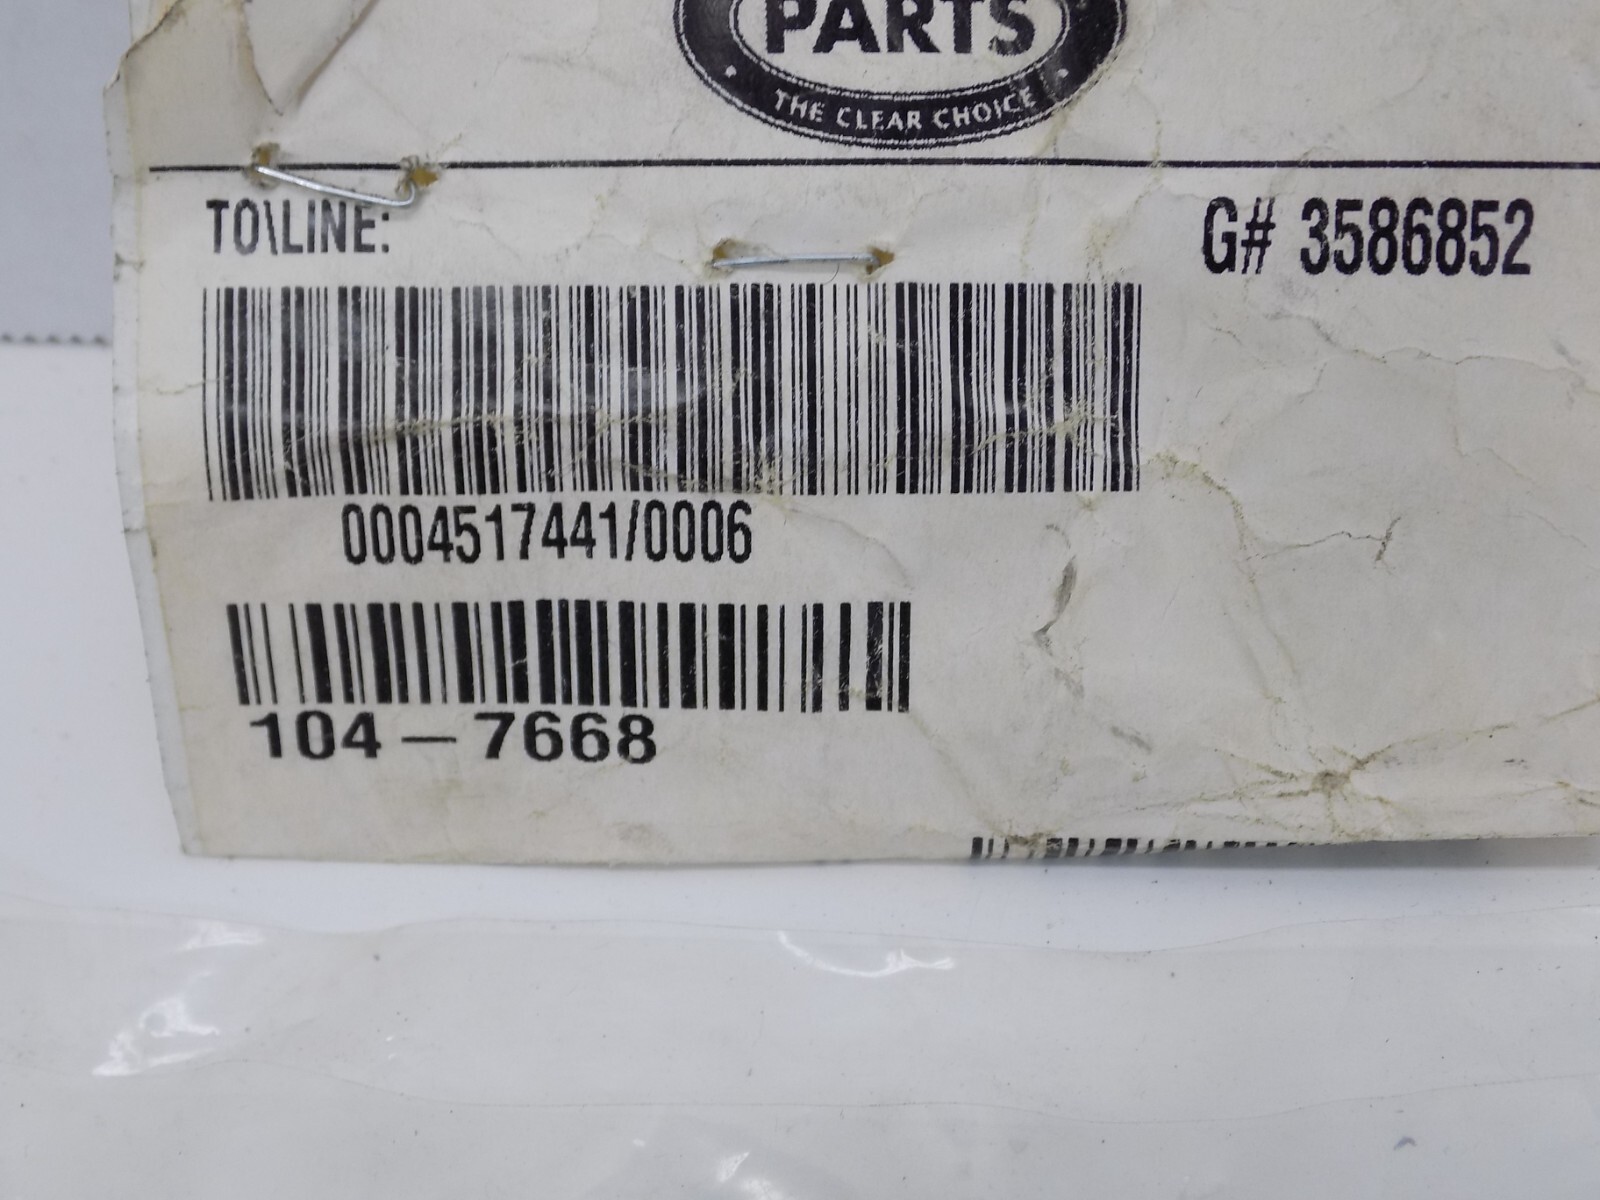 PARTS
THE CLEAR CHOICE
TO\LINE:
G# 3586852
0004517441/0006
104-7668